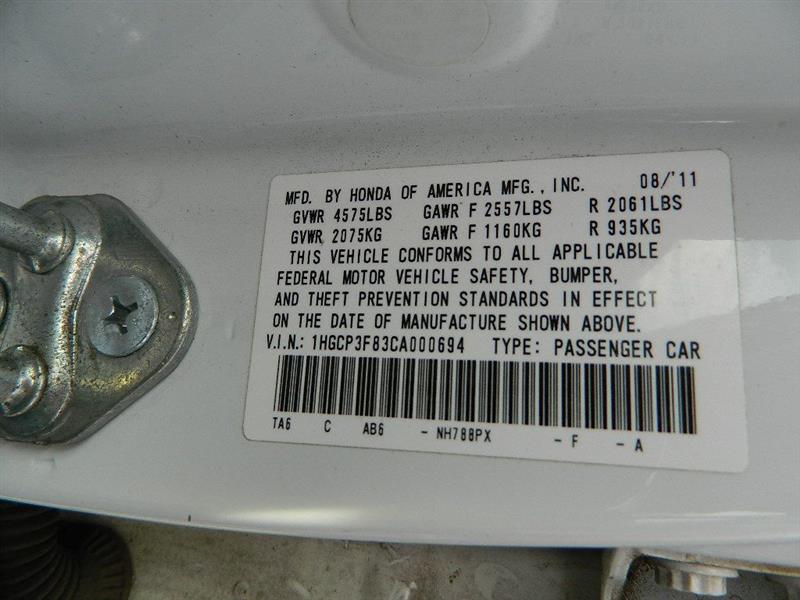 MFD. BY HONDA OF AMERICA MFG., INC. 08/'11
GVWR 4575LBS GAWR F 2557LBS R 2061LBS
GVWR 2075KG GAWR F 1160KG R 935KG
THIS VEHICLE CONFORMS TO ALL APPLICABLE
FEDERAL MOTOR VEHICLE SAFETY, BUMPER,
AND THEFT PREVENTION STANDARDS IN EFFECT
ON THE DATE OF MANUFACTURE SHOWN ABOVE.
V.I.N.: 1HGCP3F83CA000694 TYPE: PASSENGER CAR
TA6 C AB6 - NH788PX - F - A